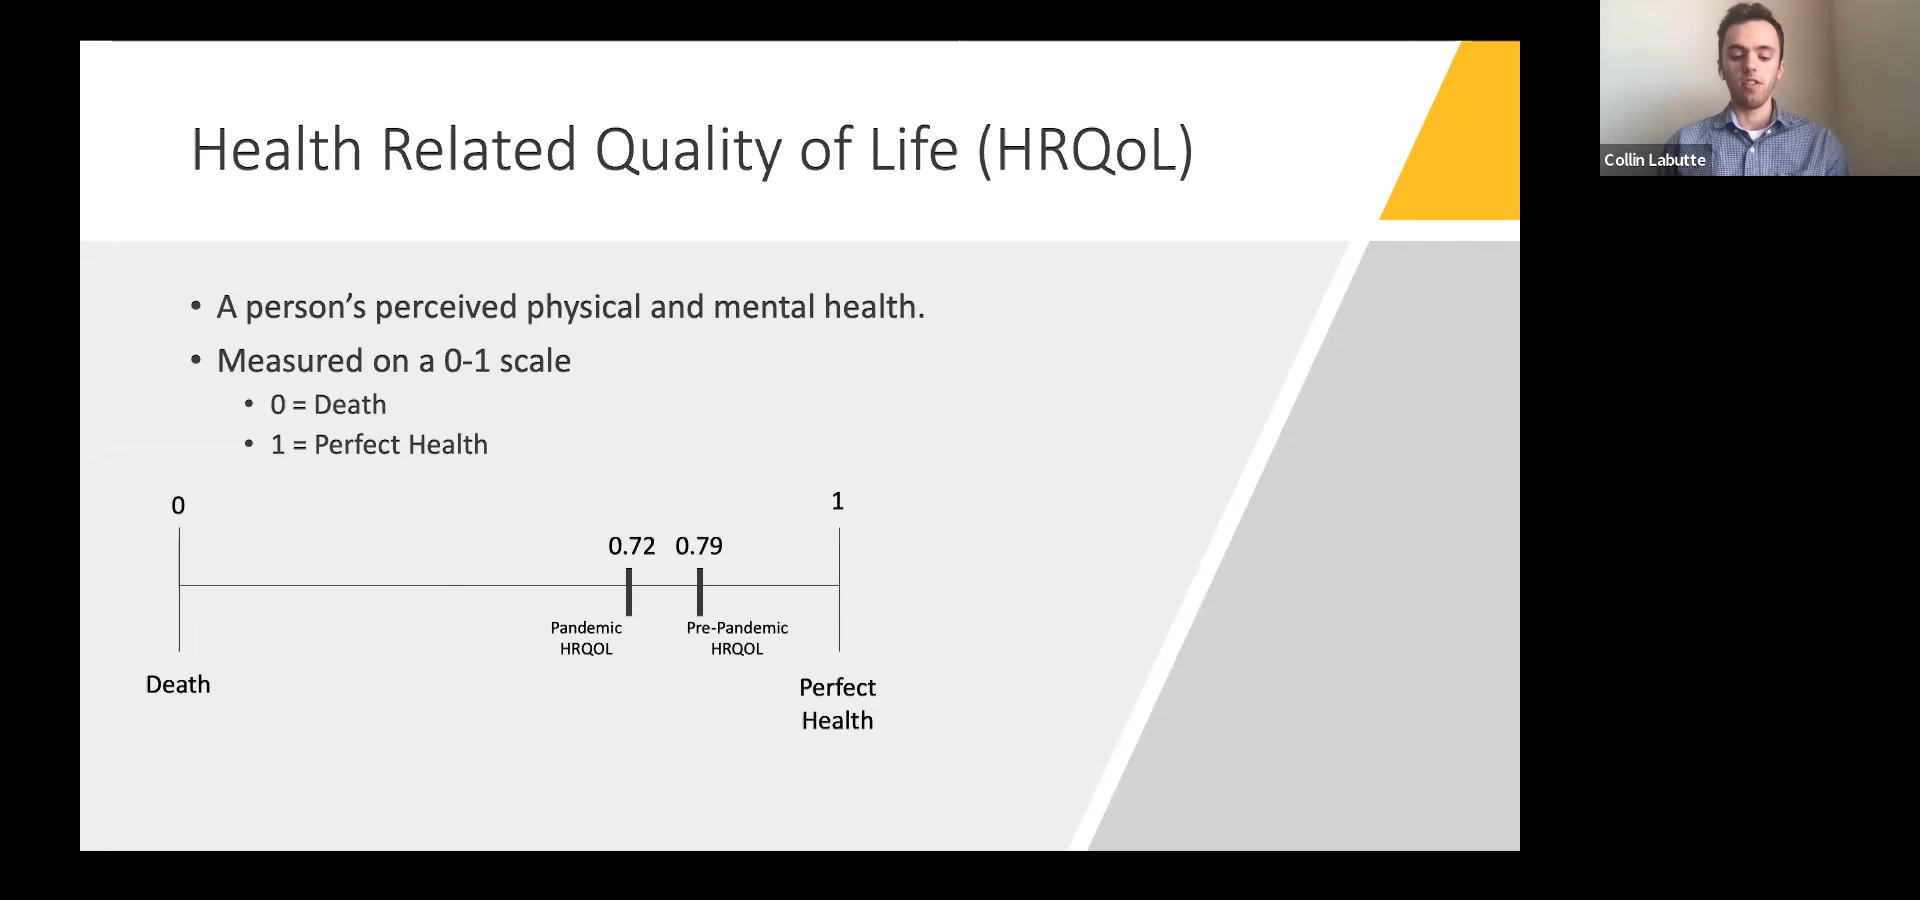 Health Related Quality of Life (HRQoL)
Collin Labutte
• A person’s perceived physical and mental health.
• Measured on a 0-1 scale
• 0 = Death
• 1 = Perfect Health
0
1
0.72 0.79
Pandemic
HRQOL
Pre-Pandemic
HRQOL
Death
Perfect
Health